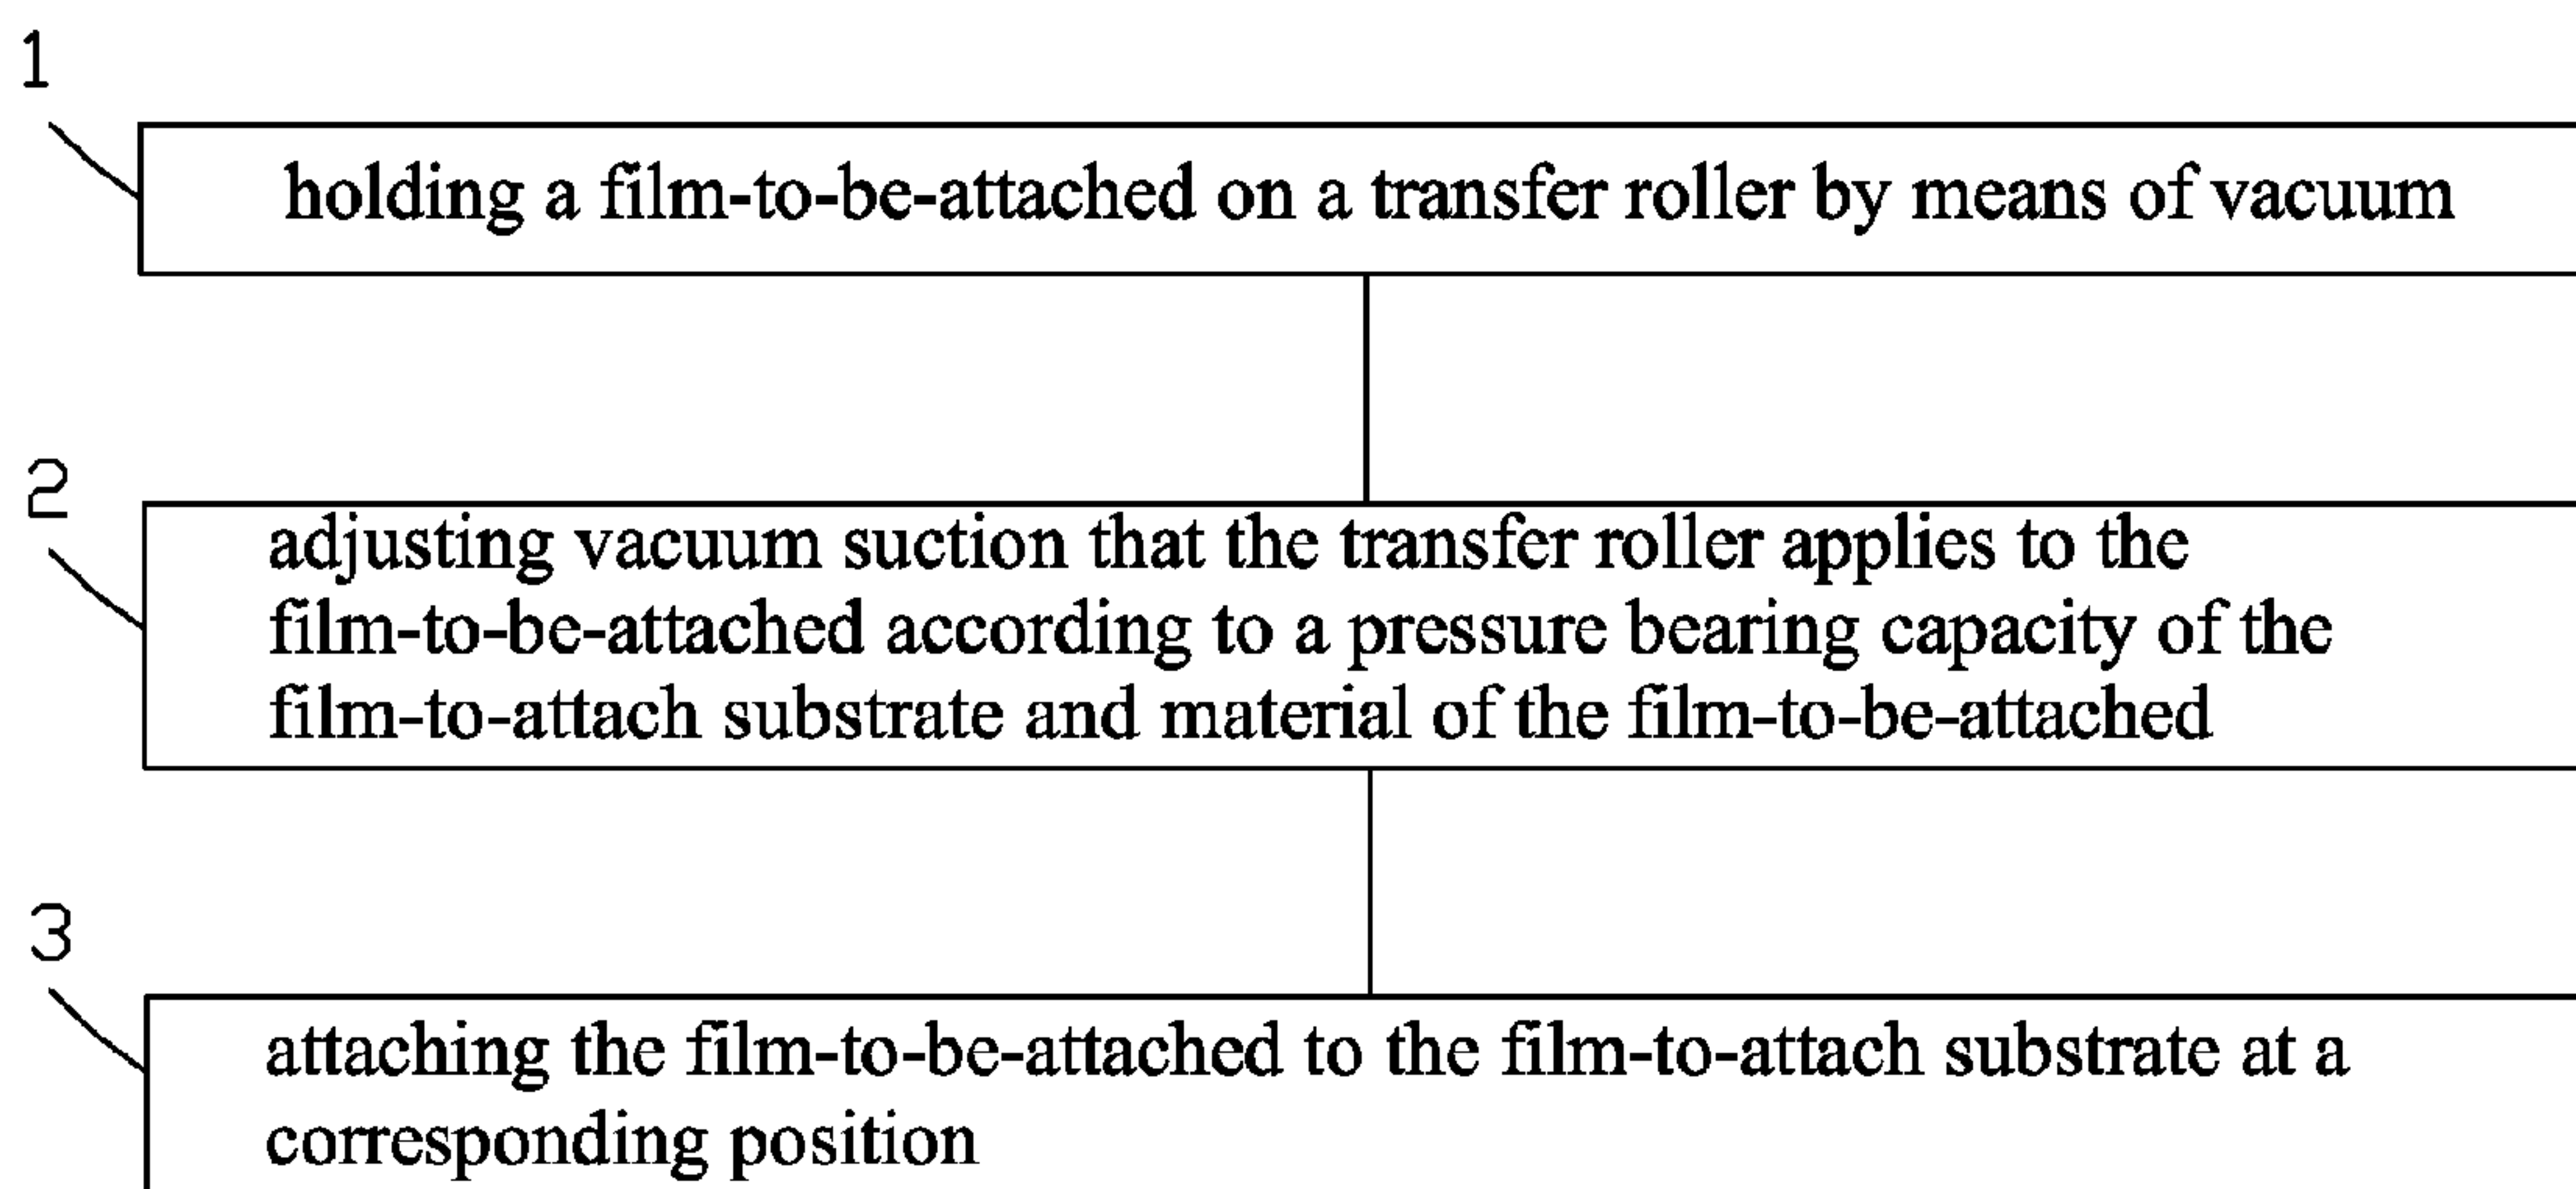 1
holding a film-to-be-attached on a transfer roller by means of vacuum
2
adjusting vacuum suction that the transfer roller applies to the
film-to-be-attached according to a pressure bearing capacity of the
film-to-attach substrate and material of the film-to-be-attached
3
attaching the film-to-be-attached to the film-to-attach substrate at a
corresponding position